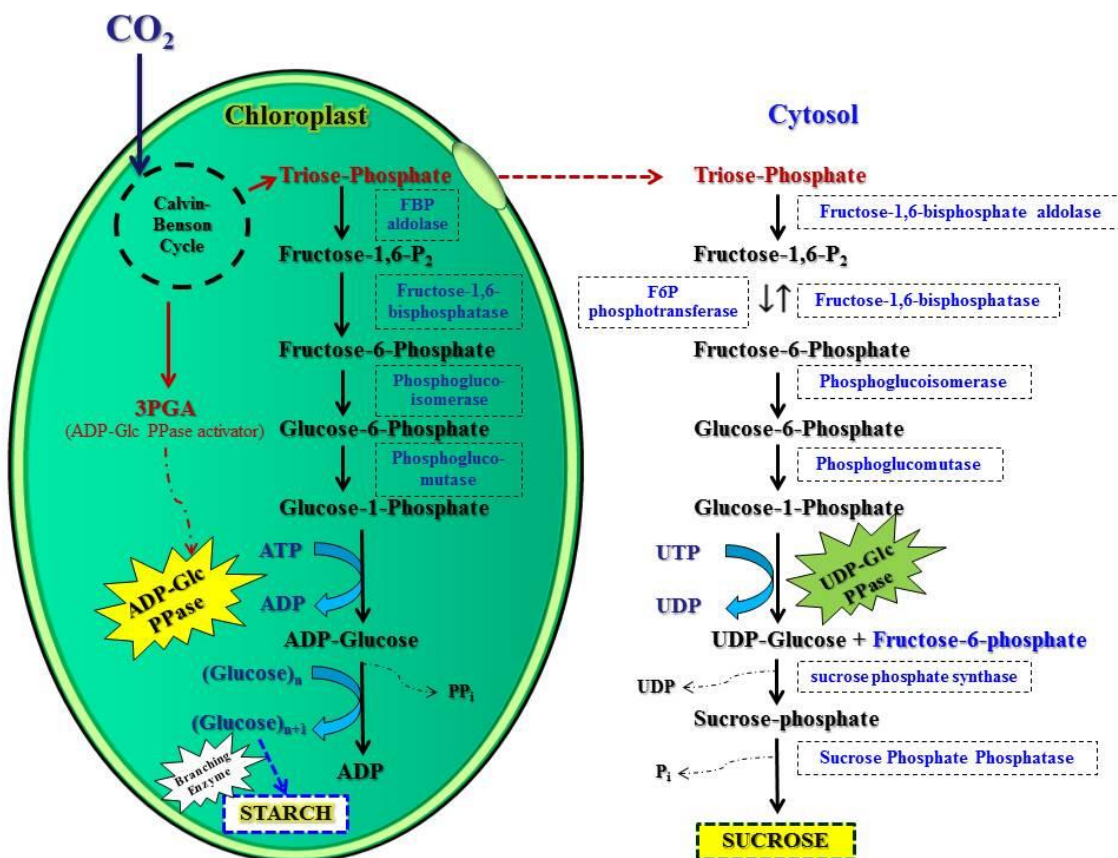 CO2
Chloroplast
Calvin-
Benson
Cycle
Triose-Phosphate
FBP
aldolase
Fructose-1,6-P2
Fructose-1,6-
bisphosphatase
Fructose-6-Phosphate
Phosphogluco-
isomerase
3PGA
(ADP-Glc PPase activator)
Glucose-6-Phosphate
Phosphogluco-
mutase
Glucose-1-Phosphate
ATP
ADP
ADP-Glc
PPase
ADP-Glucose
(Glucose)n
PPi
(Glucose)n+1
ADP
Branching
Enzyme
STARCH
Cytosol
Triose-Phosphate
Fructose-1,6-bisphosphate aldolase
Fructose-1,6-P2
F6P
phosphotransferase
↓↑
Fructose-1,6-bisphosphatase
Fructose-6-Phosphate
Phosphoglucoisomerase
Glucose-6-Phosphate
Phosphoglucomutase
Glucose-1-Phosphate
UTP
UDP
UDP-Glc
PPase
UDP-Glucose + Fructose-6-phosphate
sucrose phosphate synthase
UDP
Sucrose-phosphate
Sucrose Phosphate Phosphatase
Pi
SUCROSE